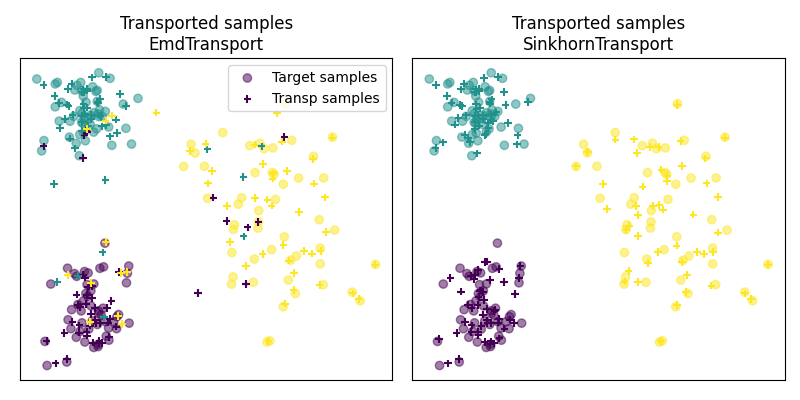 Transported samples
EmdTransport
Target samples
Transp samples
Transported samples
SinkhornTransport